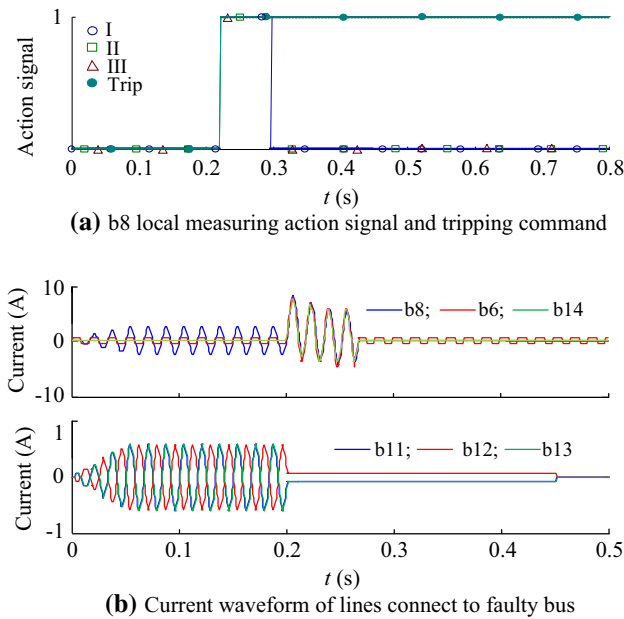 1
Action signal
I
II
III
Trip
0 0.1 0.2 0.3 0.4 0.5 0.6 0.7 0.8
t (s)
(a) b8 local measuring action signal and tripping command
10
0
-10
Current (A)
b8; b6; b14
1
0
-1
Current (A)
b11; b12; b13
0 0.1 0.2 0.3 0.4 0.5
t (s)
(b) Current waveform of lines connect to faulty bus